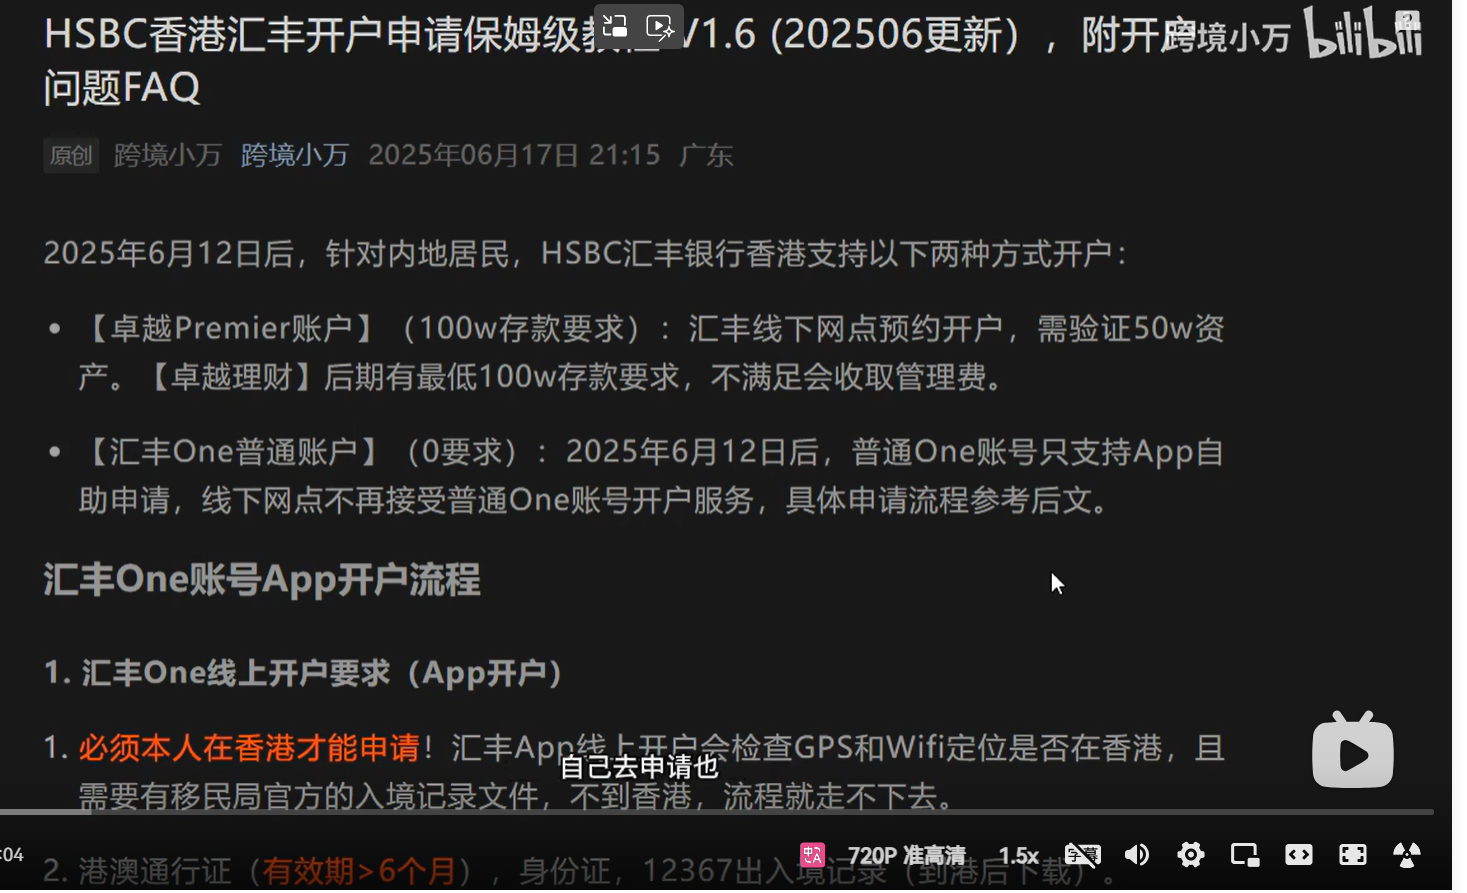 HSBC香港汇丰开户申请保姆级教程 V1.6 (202506更新），附开户
跨境小万 bilibili
问题FAQ
原创 跨境小万 跨境小万 2025年06月17日 21:15 广东
2025年6月12日后，针对内地居民，HSBC汇丰银行香港支持以下两种方式开户：
• 【卓越Premier账户】（100w存款要求）：汇丰线下网点预约开户，需验证50w资
产。【卓越理财】后期有最低100w存款要求，不满足会收取管理费。
• 【汇丰One普通账户】（0要求）：2025年6月12日后，普通One账号只支持App自
助申请，线下网点不再接受普通One账号开户服务，具体申请流程参考后文。
汇丰One账号App开户流程
1. 汇丰One线上开户要求（App开户）
1. 必须本人在香港才能申请！汇丰App线上开户会检查GPS和Wifi定位是否在香港，且
自己去申请也
需要有移民局官方的入境记录文件，不到香港，流程就走不下去。
:04 720P 准高清 1.5x 字幕
2. 港澳通行证（有效期>6个月），身份证，12367出入境记录（到港后下载）。